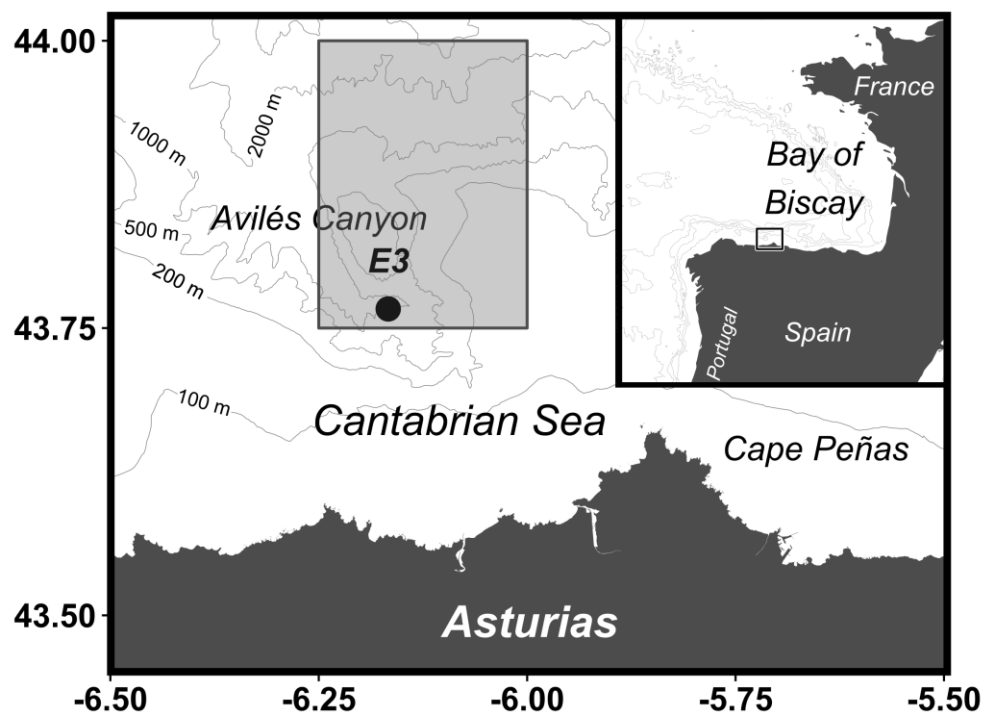 44.00
43.75
43.50
-6.50
-6.25
-6.00
-5.75
-5.50
2000 m
1000 m
500 m
200 m
100 m
Avilés Canyon
E3
Cantabrian Sea
Cape Peñas
Asturias
France
Bay of
Biscay
Portugal
Spain